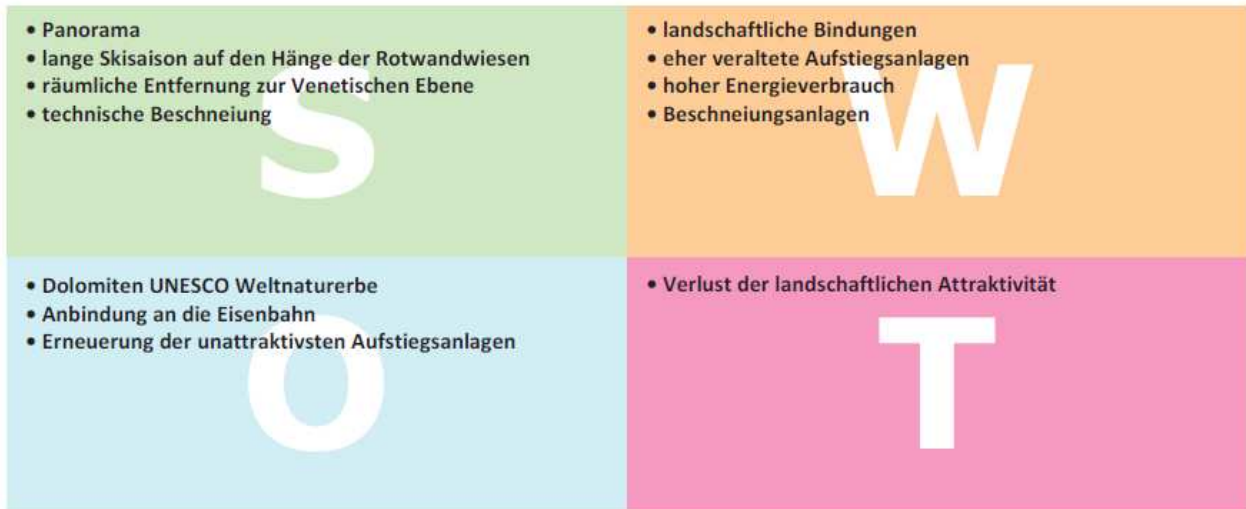 • Panorama
• lange Skisaison auf den Hänge der Rotwandwiesen
• räumliche Entfernung zur Venetischen Ebene
• technische Beschneiung
S
• landschaftliche Bindungen
• eher veraltete Aufstiegsanlagen
• hoher Energieverbrauch
• Beschneiungsanlagen
W
• Dolomiten UNESCO Weltnaturerbe
• Anbindung an die Eisenbahn
• Erneuerung der unattraktivsten Aufstiegsanlagen
O
• Verlust der landschaftlichen Attraktivität
T